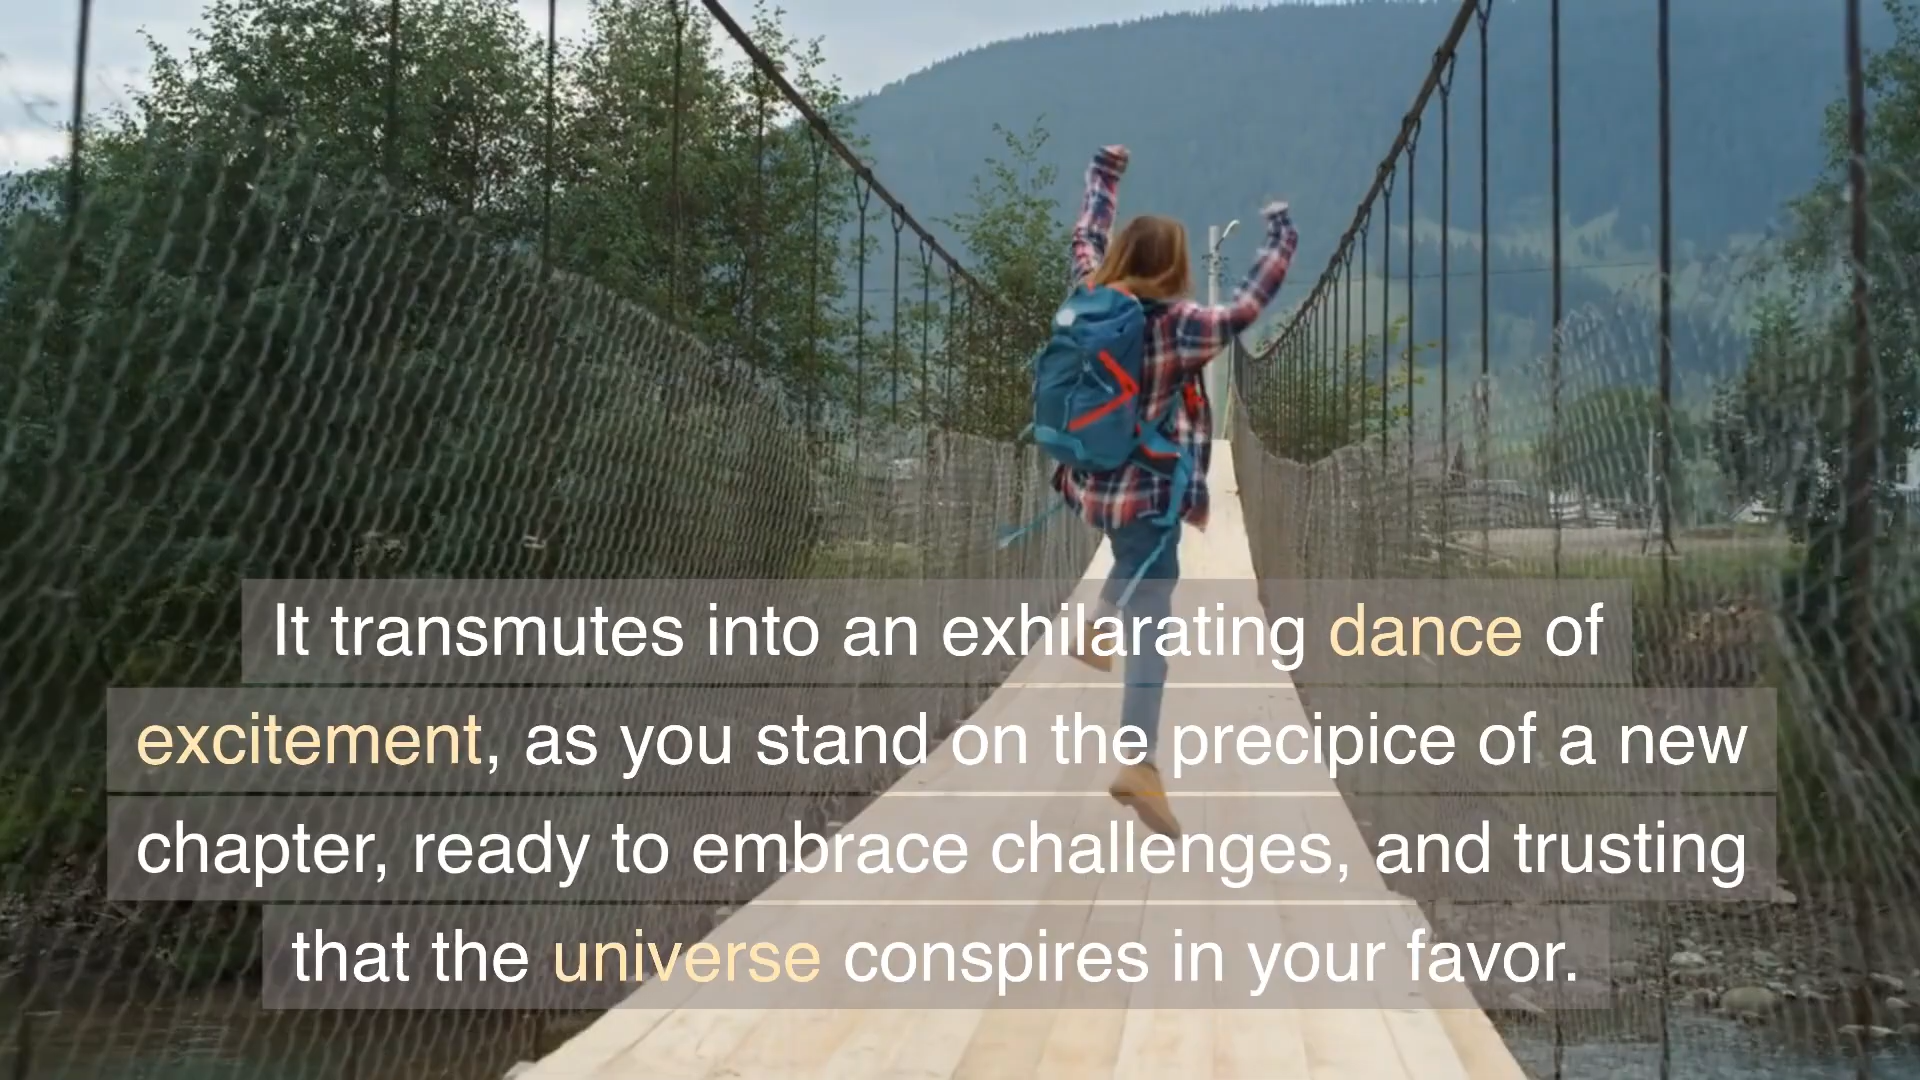 It transmutes into an exhilarating dance of
excitement, as you stand on the precipice of a new
chapter, ready to embrace challenges, and trusting
that the universe conspires in your favor.